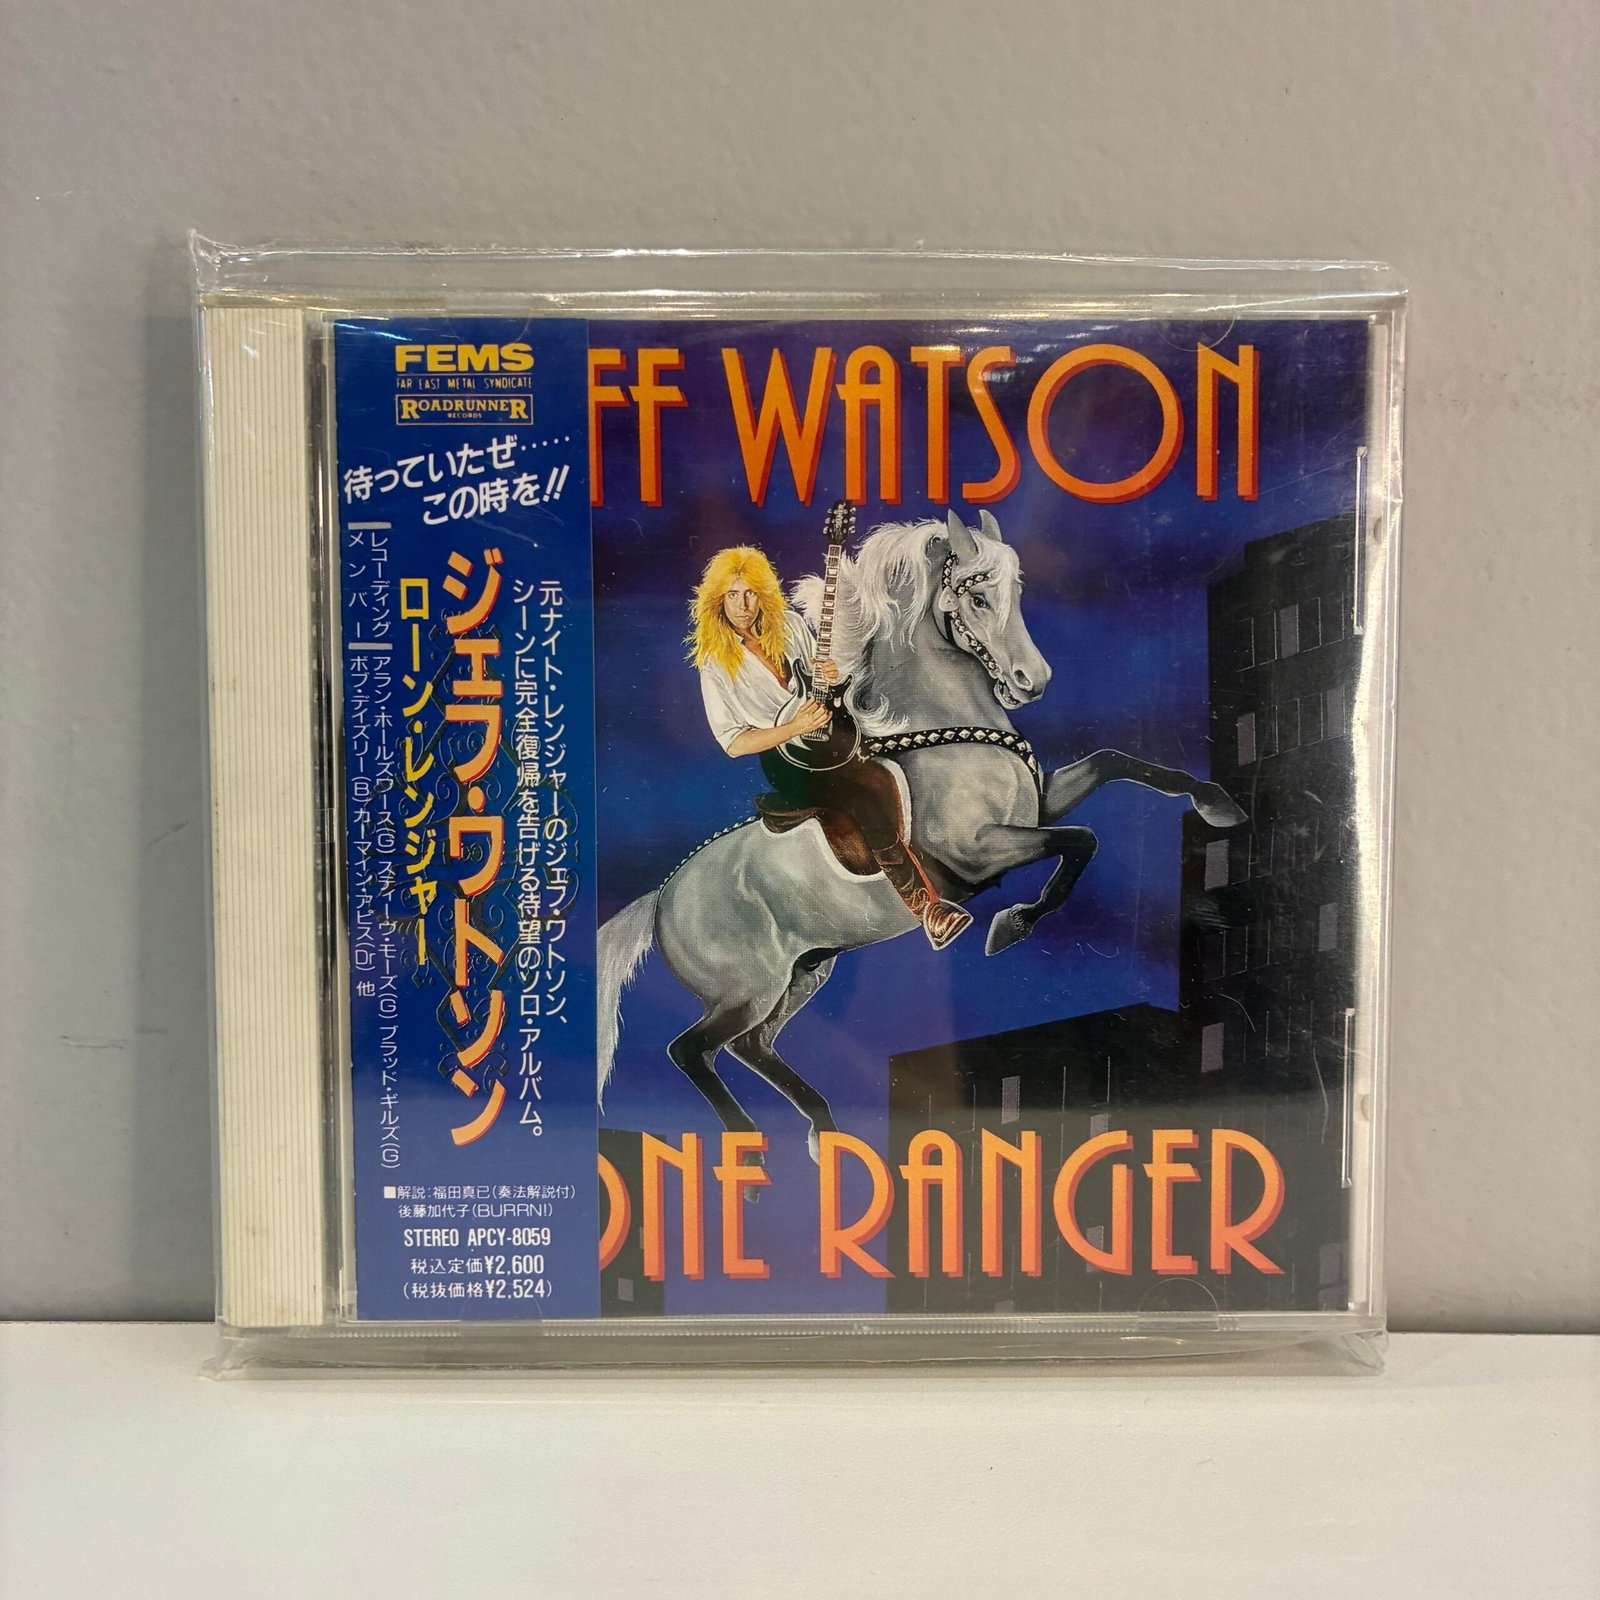 FEMS
FAR EAST METAL SYNDICATE
ROADRUNNER
RECORDS
待っていたぜ……
この時を!!
元ナイト・レンジャーのジェフ・ワトソン、
シーンに完全復帰を告げる待望のソロ・アルバム。
ジェフ・ワトソン
ローン・レンジャー
レコーディング
メンバー
アラン・ホールズワース(G) スティーヴ・モーズ(G) ブラッド・ギルズ(G)
ボブ・デイズリー(B) カーマイン・アピス(Dr) 他
■解説:福田真已(奏法解説付)
後藤加代子(BURRN!)
STEREO APCY-8059
税込定価¥2,600
(税抜価格¥2,524)
FF WATSON
ONE RANGER